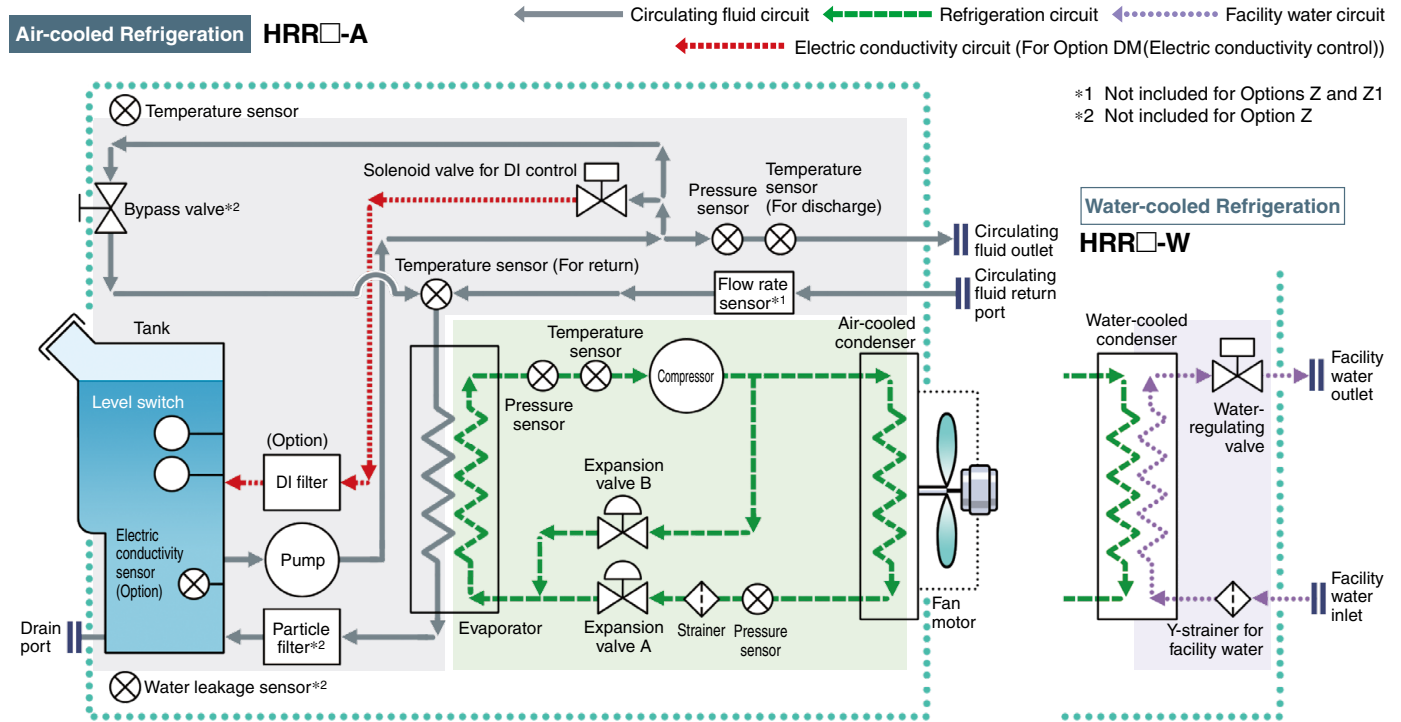 Circulating fluid circuit
Refrigeration circuit
Facility water circuit
Air-cooled Refrigeration
HRR□-A
Electric conductivity circuit (For Option DM(Electric conductivity control))
*1 Not included for Options Z and Z1
*2 Not included for Option Z
Temperature sensor
Solenoid valve for DI control
Pressure
sensor
Temperature
sensor
(For discharge)
Bypass valve*2
Circulating
fluid outlet
Temperature sensor (For return)
Flow rate
sensor*1
Circulating
fluid return
port
Tank
Level switch
(Option)
DI filter
Electric
conductivity
sensor
(Option)
Pump
Drain
port
Particle
filter*2
Water leakage sensor*2
Evaporator
Temperature
sensor
Pressure
sensor
Compressor
Air-cooled
condenser
Expansion
valve B
Expansion
valve A
Strainer
Pressure
sensor
Fan
motor
Water-cooled Refrigeration
HRR□-W
Water-cooled
condenser
Facility
water
outlet
Water-
regulating
valve
Facility
water
inlet
Y-strainer for
facility water